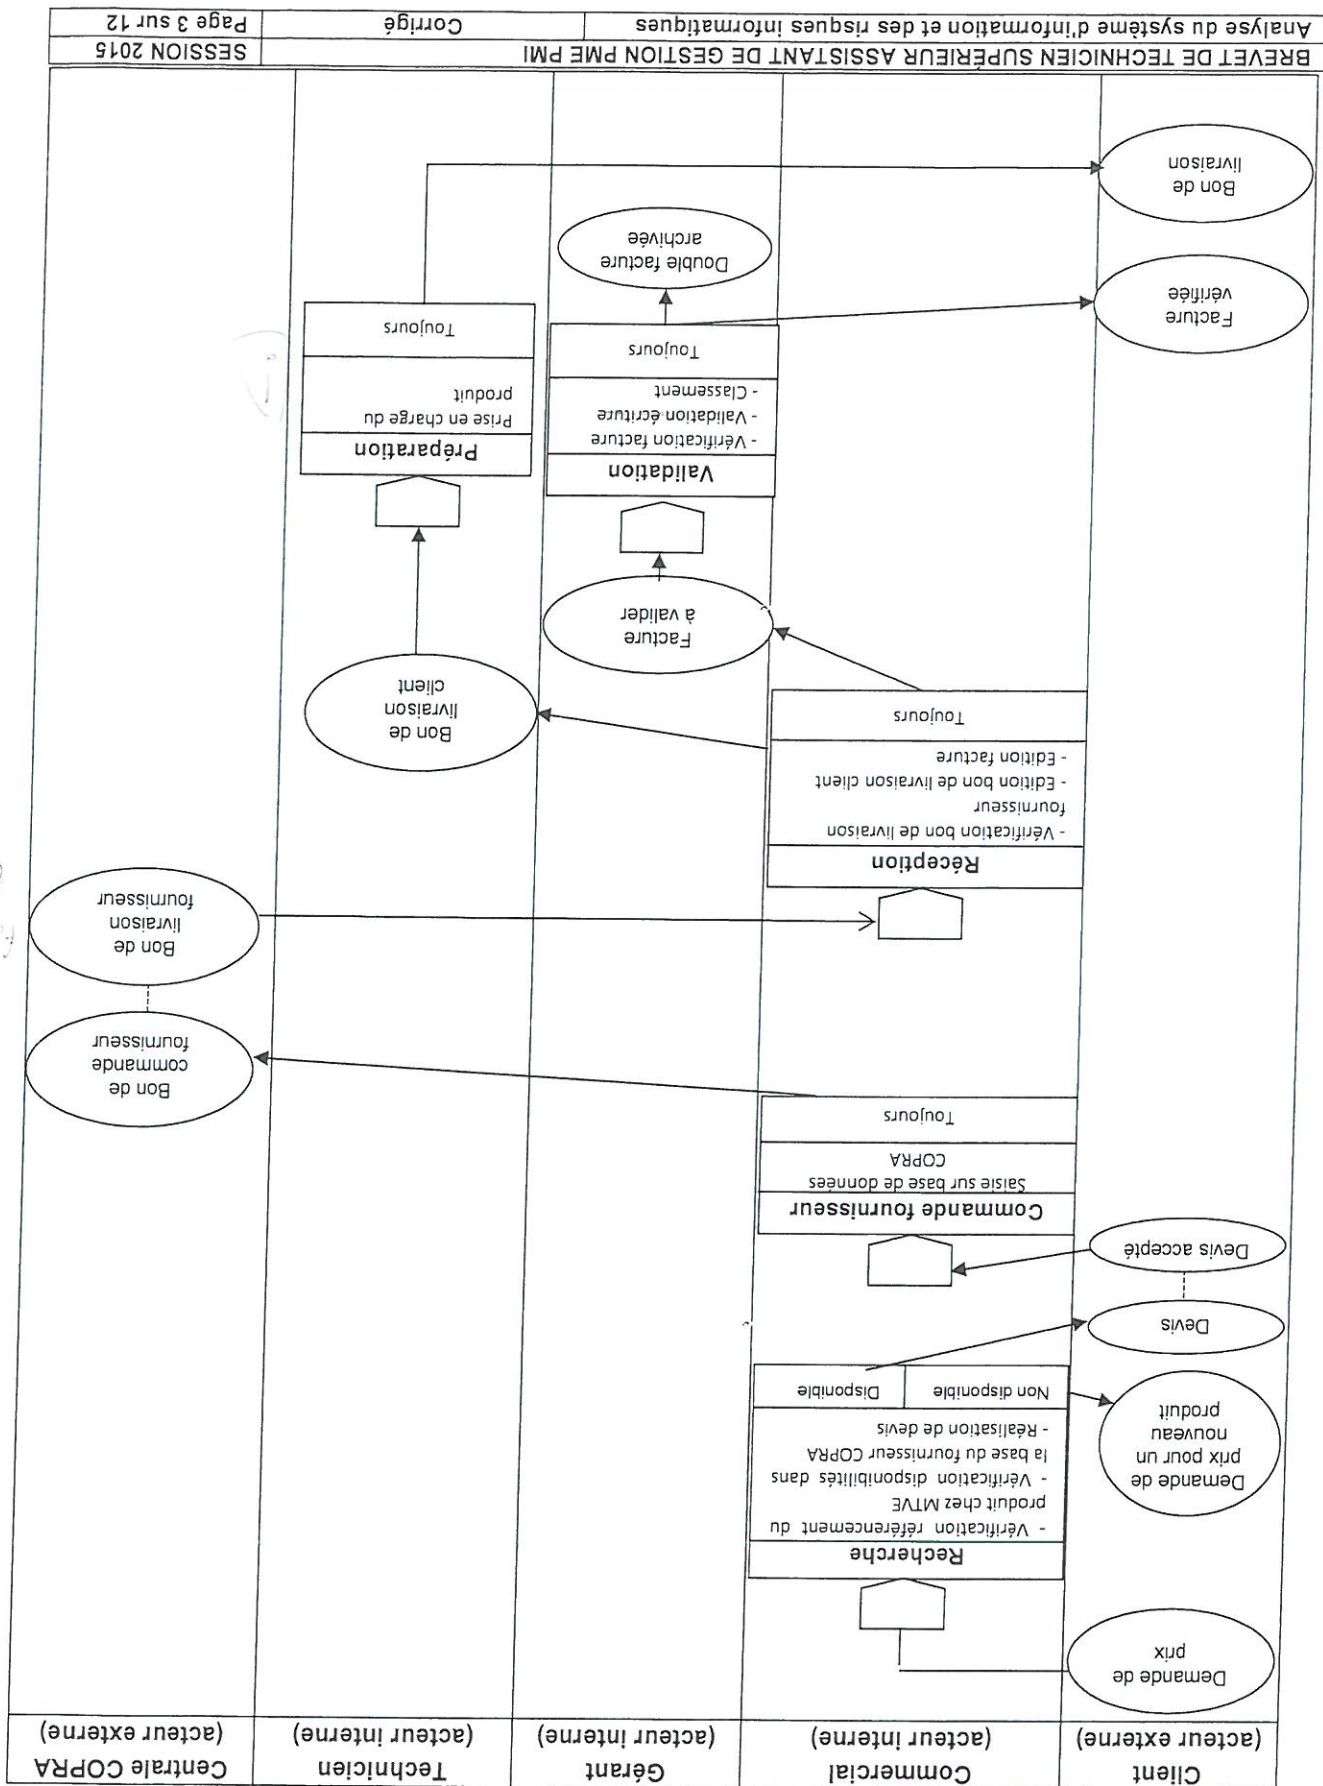 Client
(acteur externe)
Commercial
(acteur interne)
Gérant
(acteur interne)
Technicien
(acteur interne)
Centrale COPRA
(acteur externe)
Demande de
prix
Recherche
- Vérification référencement du
produit chez MTVE
- Vérification disponibilités dans
la base du fournisseur COPRA
- Réalisation de devis
Non disponible
Disponible
Demande de
prix pour un
nouveau
produit
Devis
Devis accepté
Commande fournisseur
Saisie sur base de données
COPRA
Toujours
Bon de
commande
fournisseur
Bon de
livraison
fournisseur
Réception
- Vérification bon de livraison
fournisseur
- Edition bon de livraison client
- Edition facture
Toujours
Bon de
livraison
client
Facture
à valider
Validation
- Vérification facture
- Validation écriture
- Classement
Toujours
Préparation
Prise en charge du
produit
Toujours
Facture
vérifiée
Double facture
archivée
Bon de
livraison
BREVET DE TECHNICIEN SUPÉRIEUR ASSISTANT DE GESTION PME PMI
SESSION 2015
Analyse du système d'information et des risques informatiques
Corrigé
Page 3 sur 12